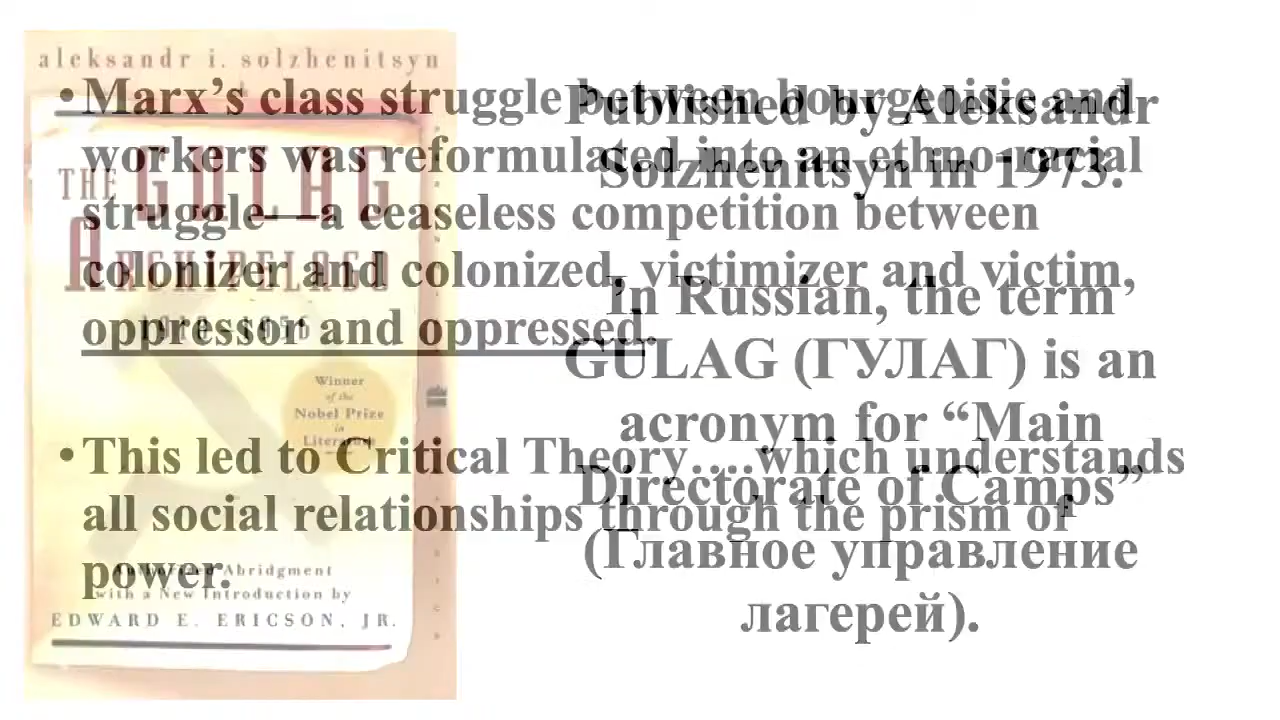 aleksandr i. solzhenitsyn
THE GULAG
ARCHIPELAGO
1918-1956
Winner
of the
Nobel Prize
in
Literature
Authorized Abridgment
with a New Introduction by
EDWARD E. ERICSON, JR.
• Marx’s class struggle between bourgeoisie and
workers was reformulated into an ethno-racial
struggle—a ceaseless competition between
colonizer and colonized, victimizer and victim,
oppressor and oppressed.
• This led to Critical Theory….which understands
all social relationships through the prism of
power.
Published by Aleksandr
Solzhenitsyn in 1973.
In Russian, the term
GULAG (ГУЛАГ) is an
acronym for “Main
Directorate of Camps”
(Главное управление
лагерей).